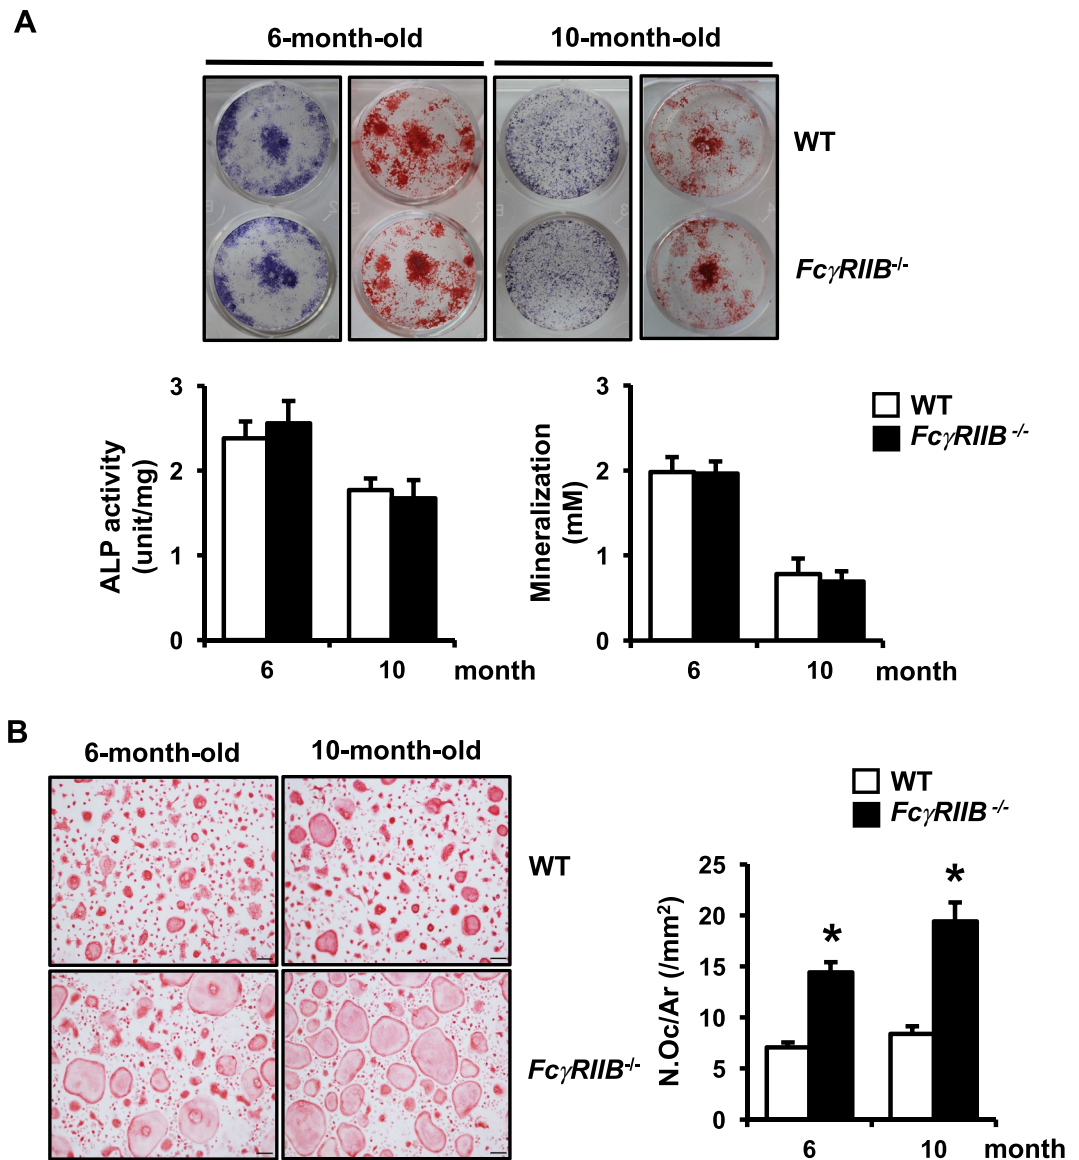 A
6-month-old 10-month-old
WT
FcγRIIB-/-
3
2
1
0
ALP activity
(unit/mg)
6 10 month
3
2
1
0
Mineralization
(mM)
6 10 month
WT
FcγRIIB -/-
B
6-month-old 10-month-old
WT
FcγRIIB-/-
WT
FcγRIIB -/-
25
20
15
10
5
0
N.Oc/Ar (/mm2)
* *
6 10 month